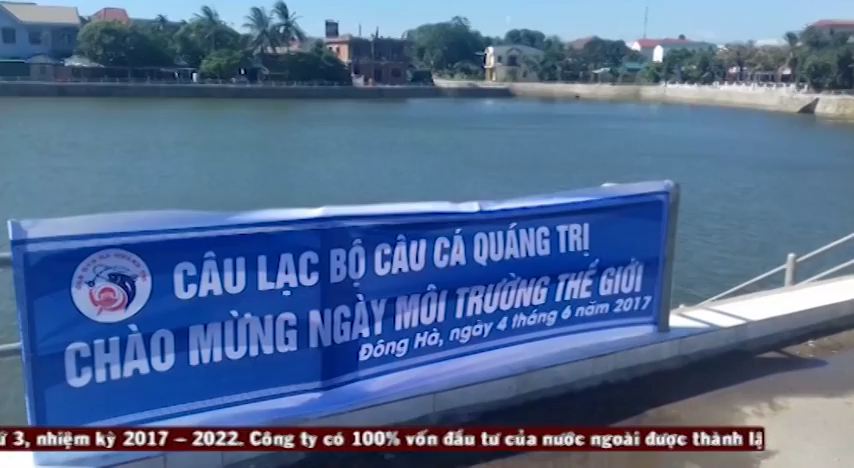 CÂU LẠC BỘ CÂU CÁ QUẢNG TRỊ
CHÀO MỪNG NGÀY MÔI TRƯỜNG THẾ GIỚI
Đông Hà, ngày 4 tháng 6 năm 2017
3, nhiệm kỳ 2017 – 2022. Công ty có 100% vốn đầu tư của nước ngoài được thành